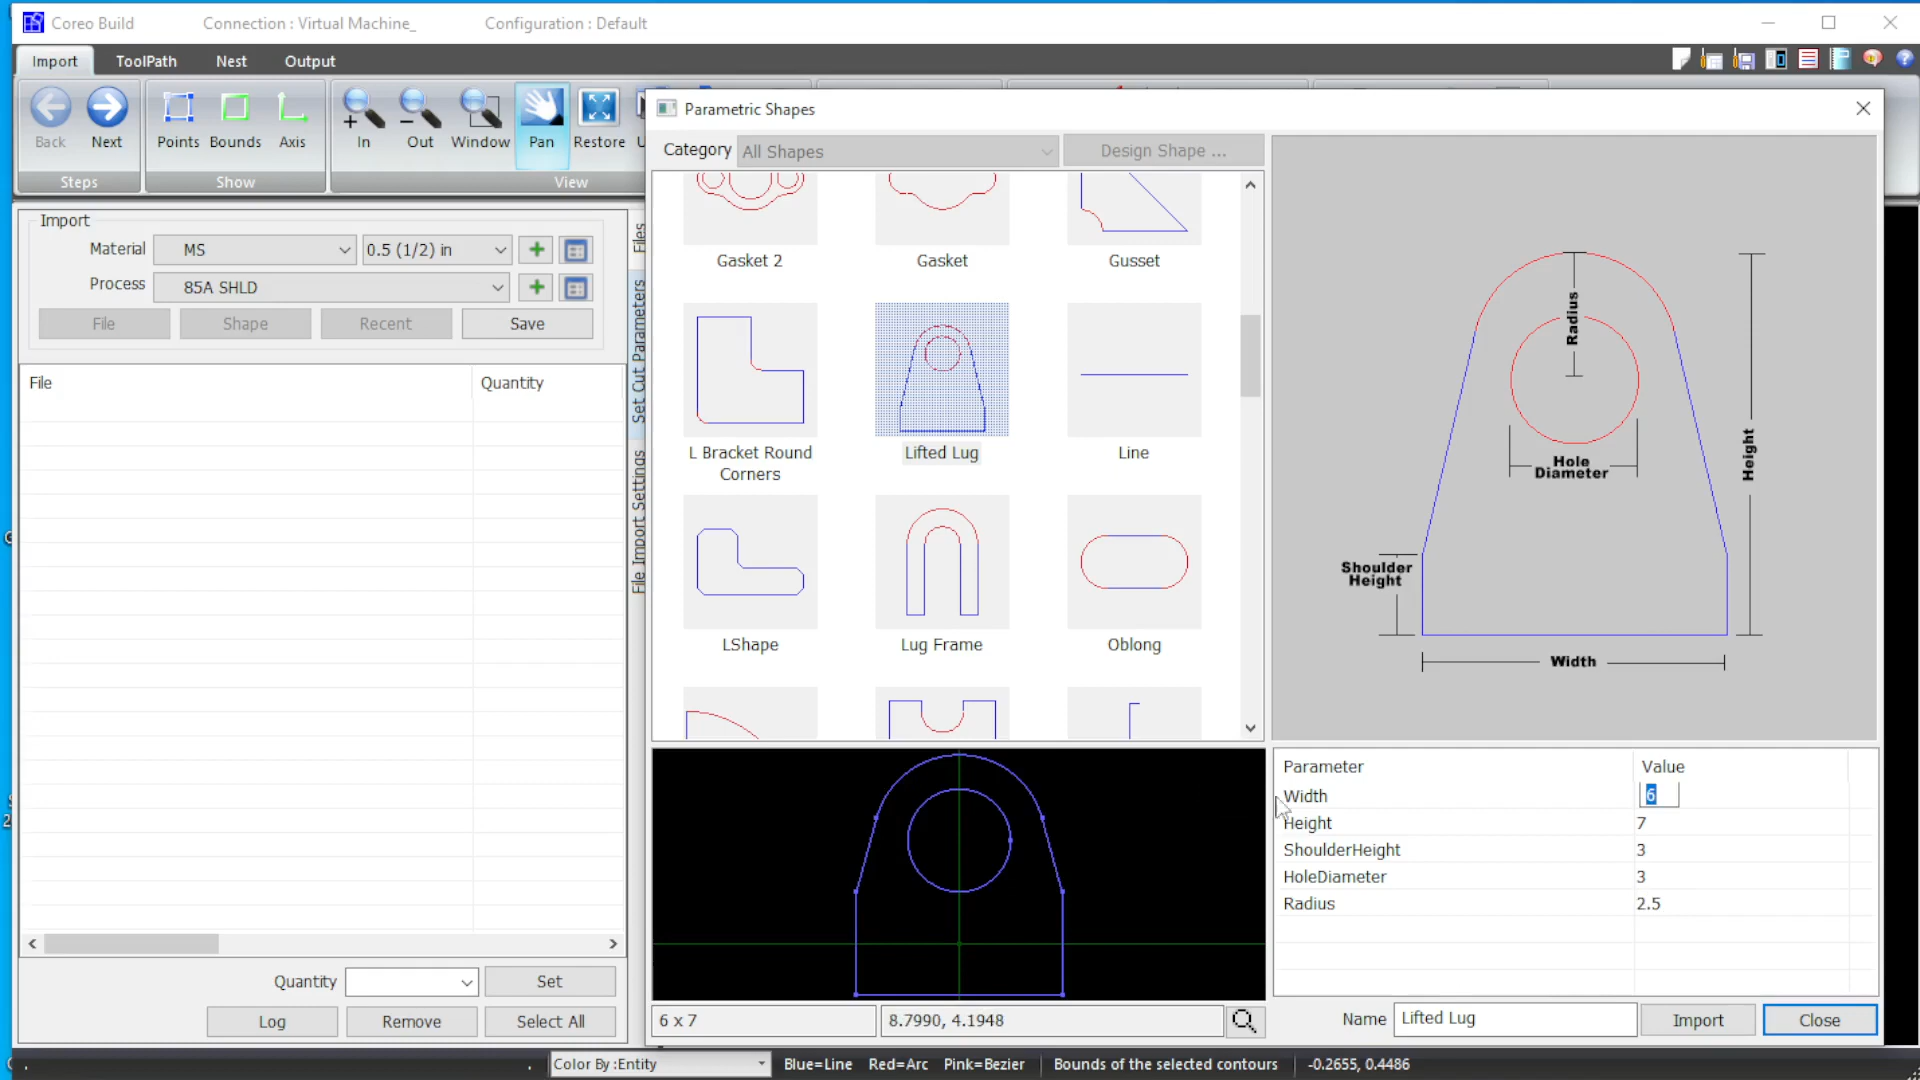 Coreo Build
Connection : Virtual Machine_
Configuration : Default
Import
ToolPath
Nest
Output
Back
Next
Steps
Points
Bounds
Axis
Show
In
Out
Window
Pan
Restore
View
Import
Material
MS
0.5 (1/2) in
Process
85A SHLD
File
Shape
Recent
Save
File
Quantity
Quantity
Set
Log
Remove
Select All
Files
Set Cut Parameters
File Import Settings
Parametric Shapes
Category
All Shapes
Design Shape ...
Gasket 2
Gasket
Gusset
L Bracket Round
Corners
Lifted Lug
Line
LShape
Lug Frame
Oblong
6 x 7
8.7990, 4.1948
Radius
Hole
Diameter
Height
Shoulder
Height
Width
Parameter
Value
Width
6
Height
7
ShoulderHeight
3
HoleDiameter
3
Radius
2.5
Name
Lifted Lug
Import
Close
Color By :Entity
Blue=Line
Red=Arc
Pink=Bezier
Bounds of the selected contours
-0.2655, 0.4486